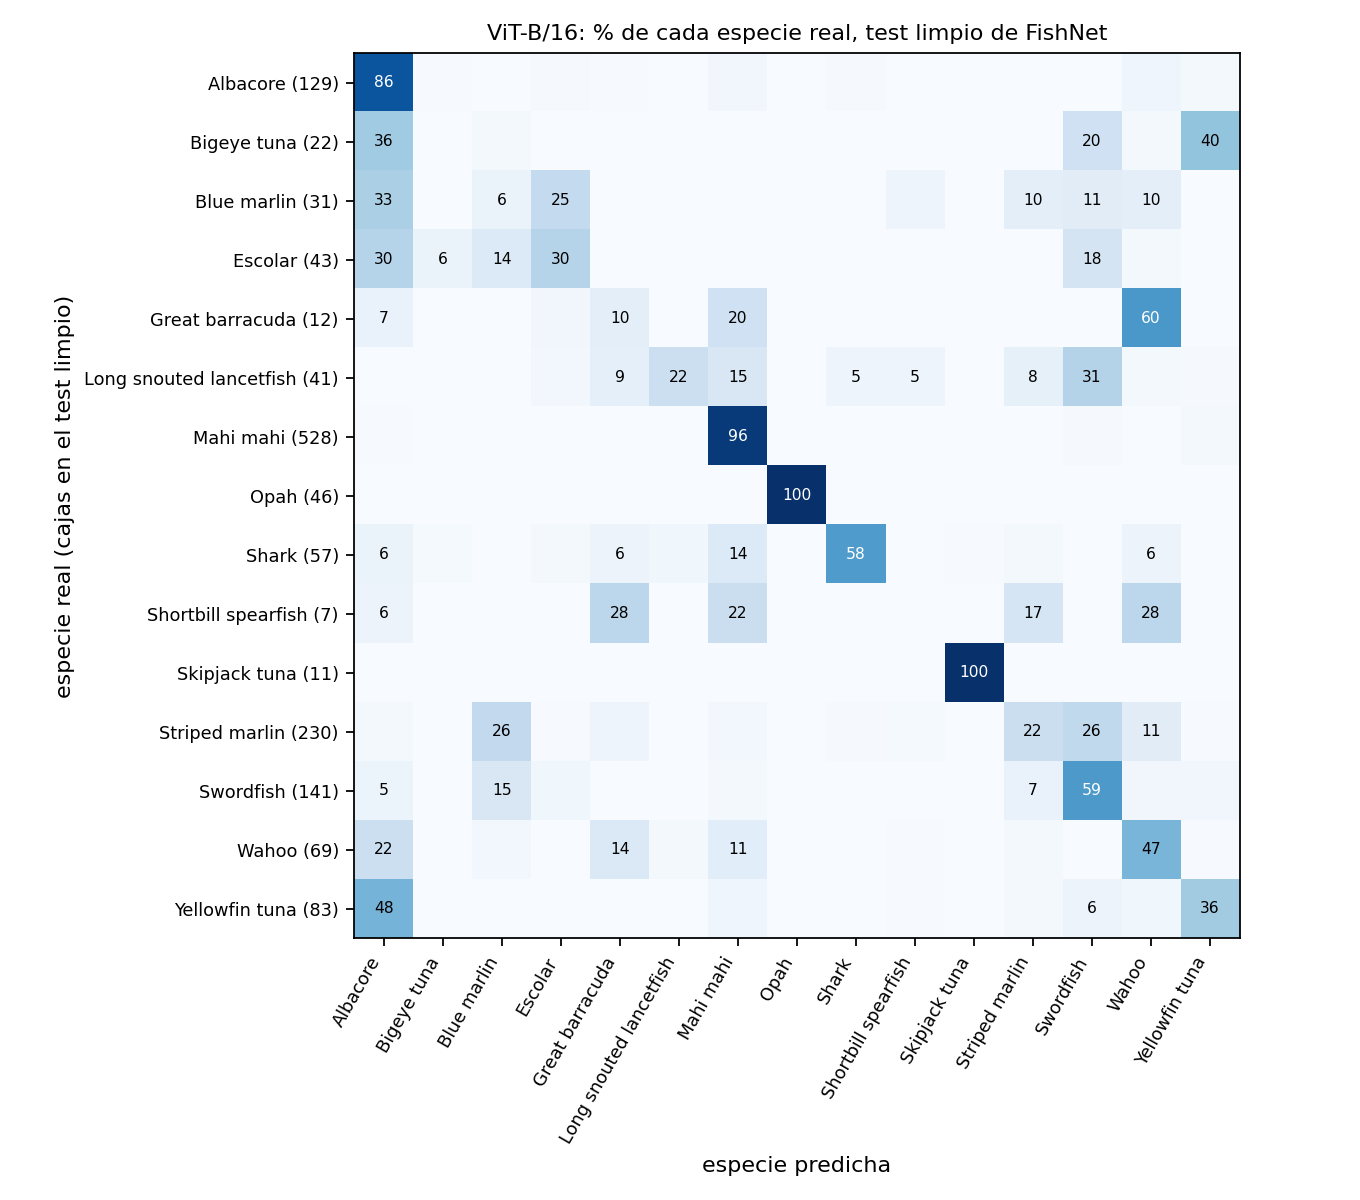 ViT-B/16: % de cada especie real, test limpio de FishNet
especie real (cajas en el test limpio)
Albacore (129) 86
Bigeye tuna (22) 36 20 40
Blue marlin (31) 33 6 25 10 11 10
Escolar (43) 30 6 14 30 18
Great barracuda (12) 7 10 20 60
Long snouted lancetfish (41) 9 22 15 5 5 8 31
Mahi mahi (528) 96
Opah (46) 100
Shark (57) 6 6 14 58 6
Shortbill spearfish (7) 6 28 22 17 28
Skipjack tuna (11) 100
Striped marlin (230) 26 22 26 11
Swordfish (141) 5 15 7 59
Wahoo (69) 22 14 11 47
Yellowfin tuna (83) 48 6 36
Albacore
Bigeye tuna
Blue marlin
Escolar
Great barracuda
Long snouted lancetfish
Mahi mahi
Opah
Shark
Shortbill spearfish
Skipjack tuna
Striped marlin
Swordfish
Wahoo
Yellowfin tuna
especie predicha